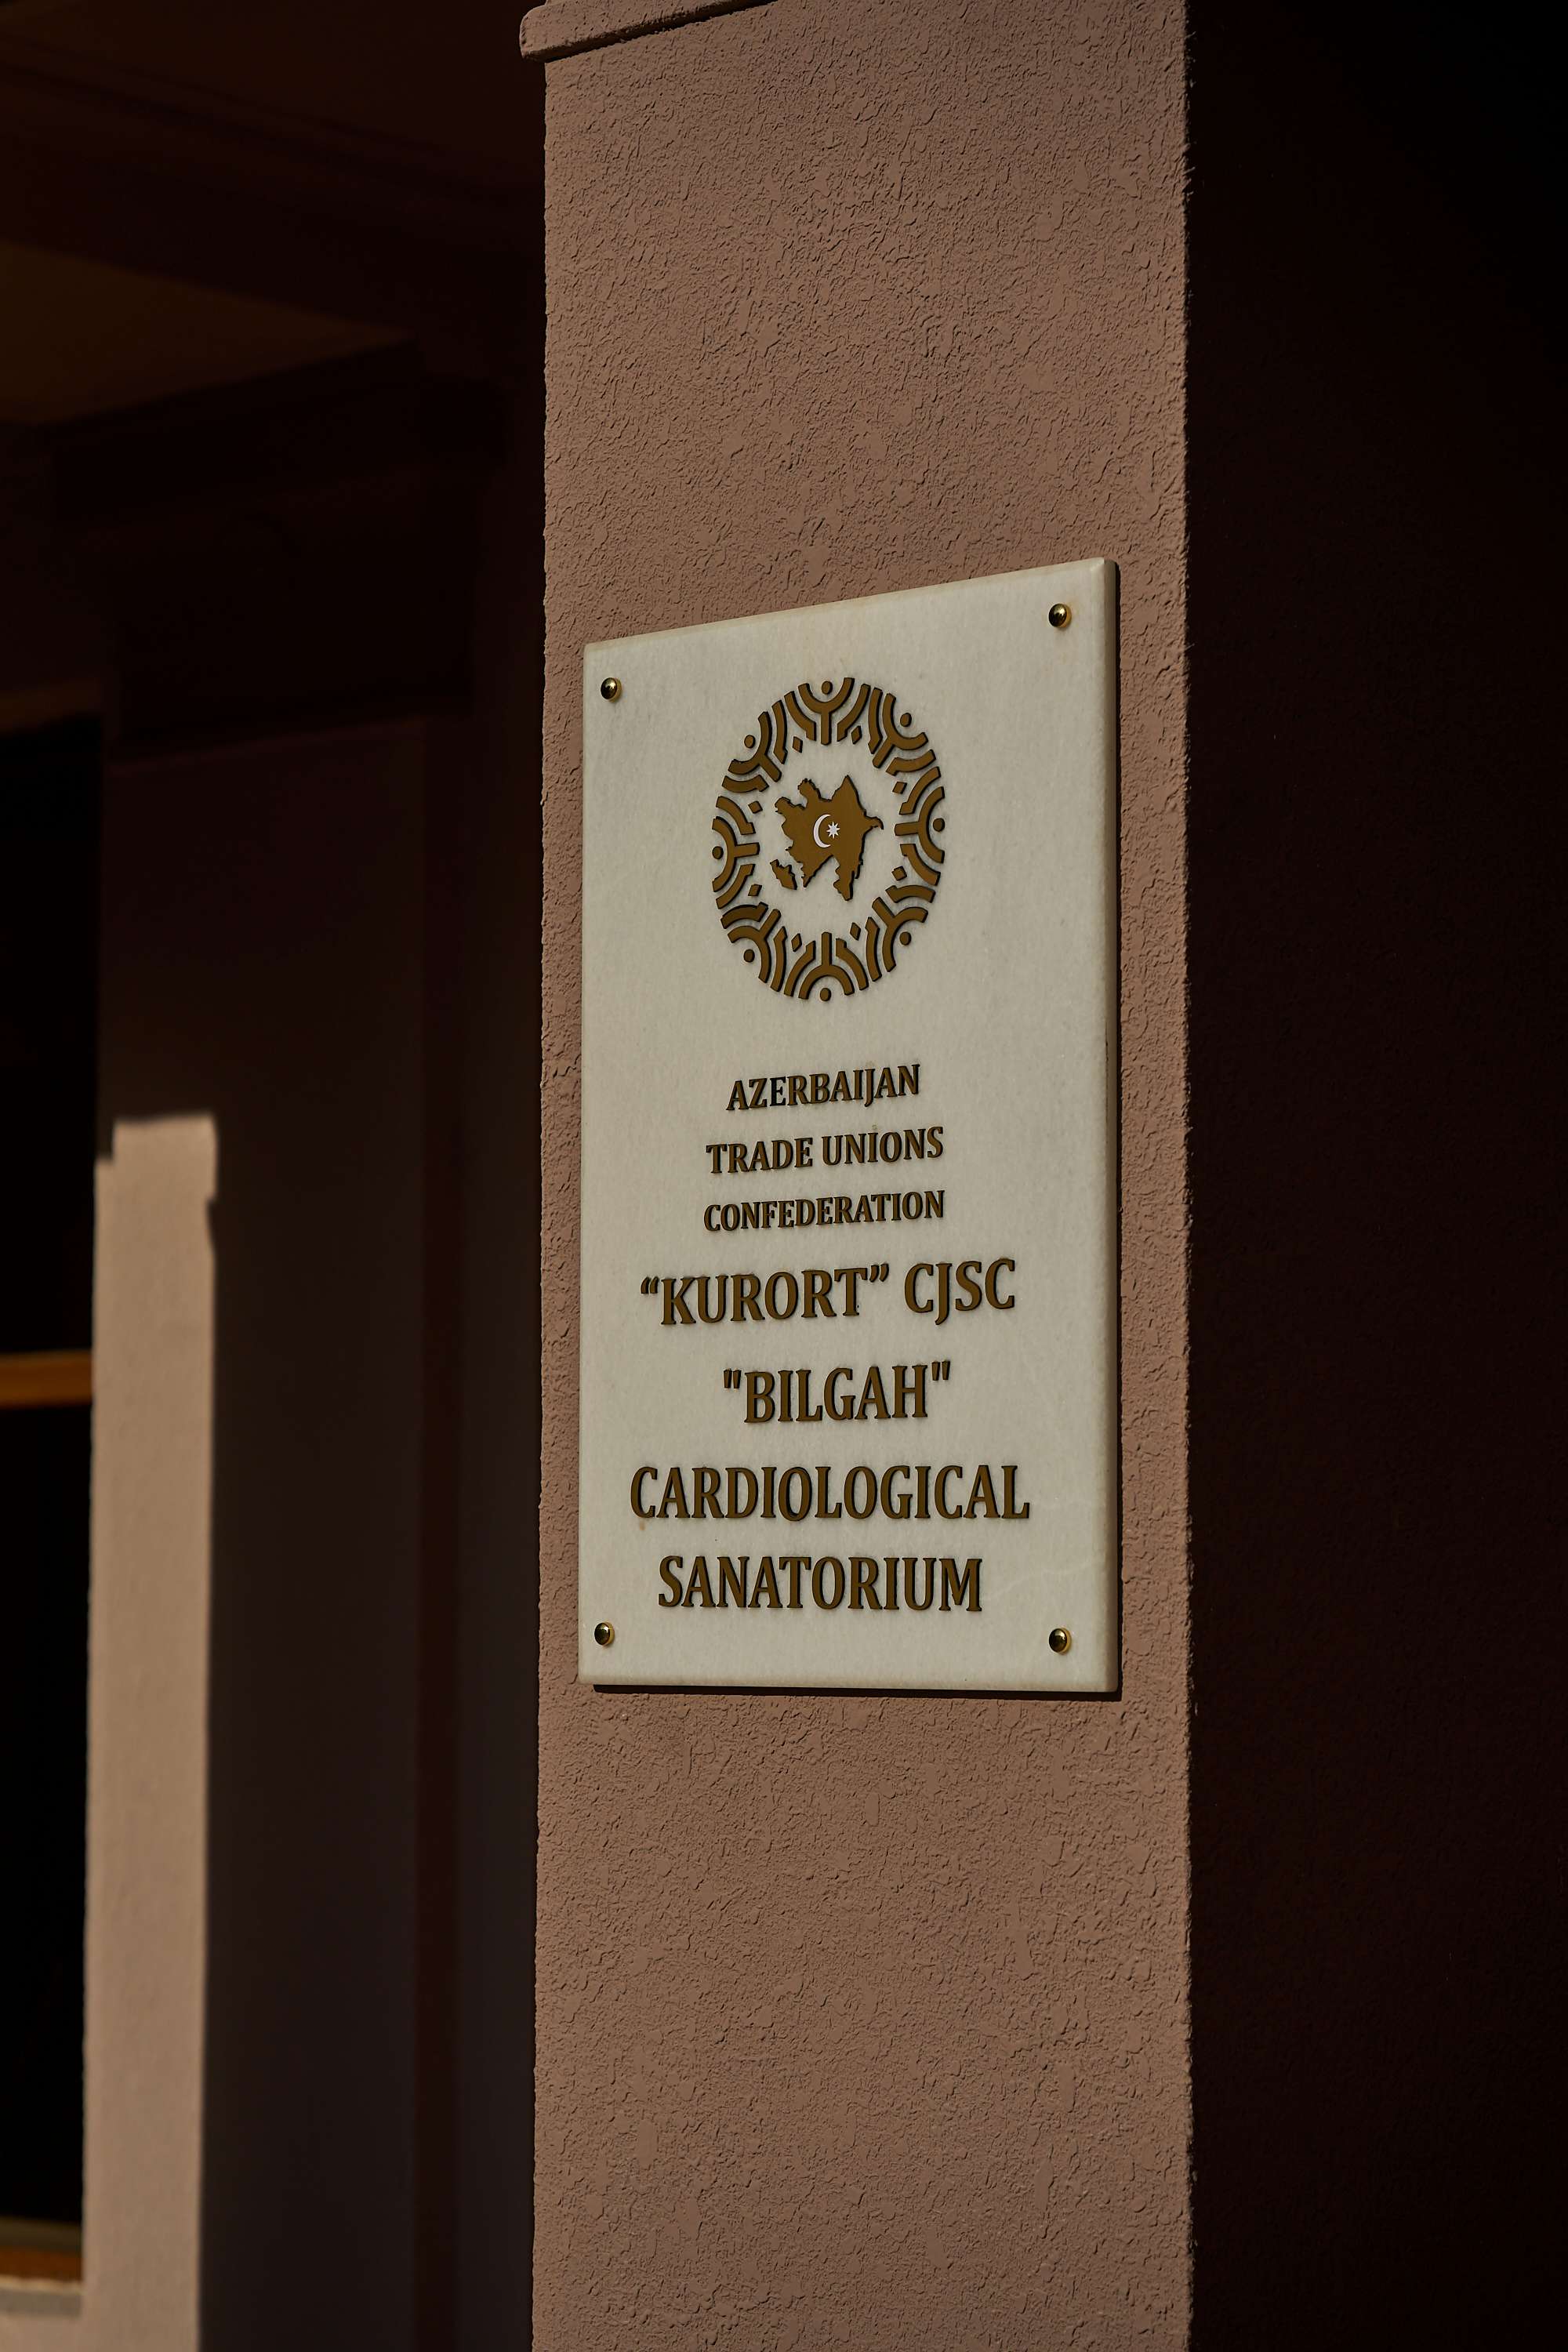 AZERBAIJAN
TRADE UNIONS
CONFEDERATION
“KURORT” CJSC
"BILGAH"
CARDIOLOGICAL
SANATORIUM